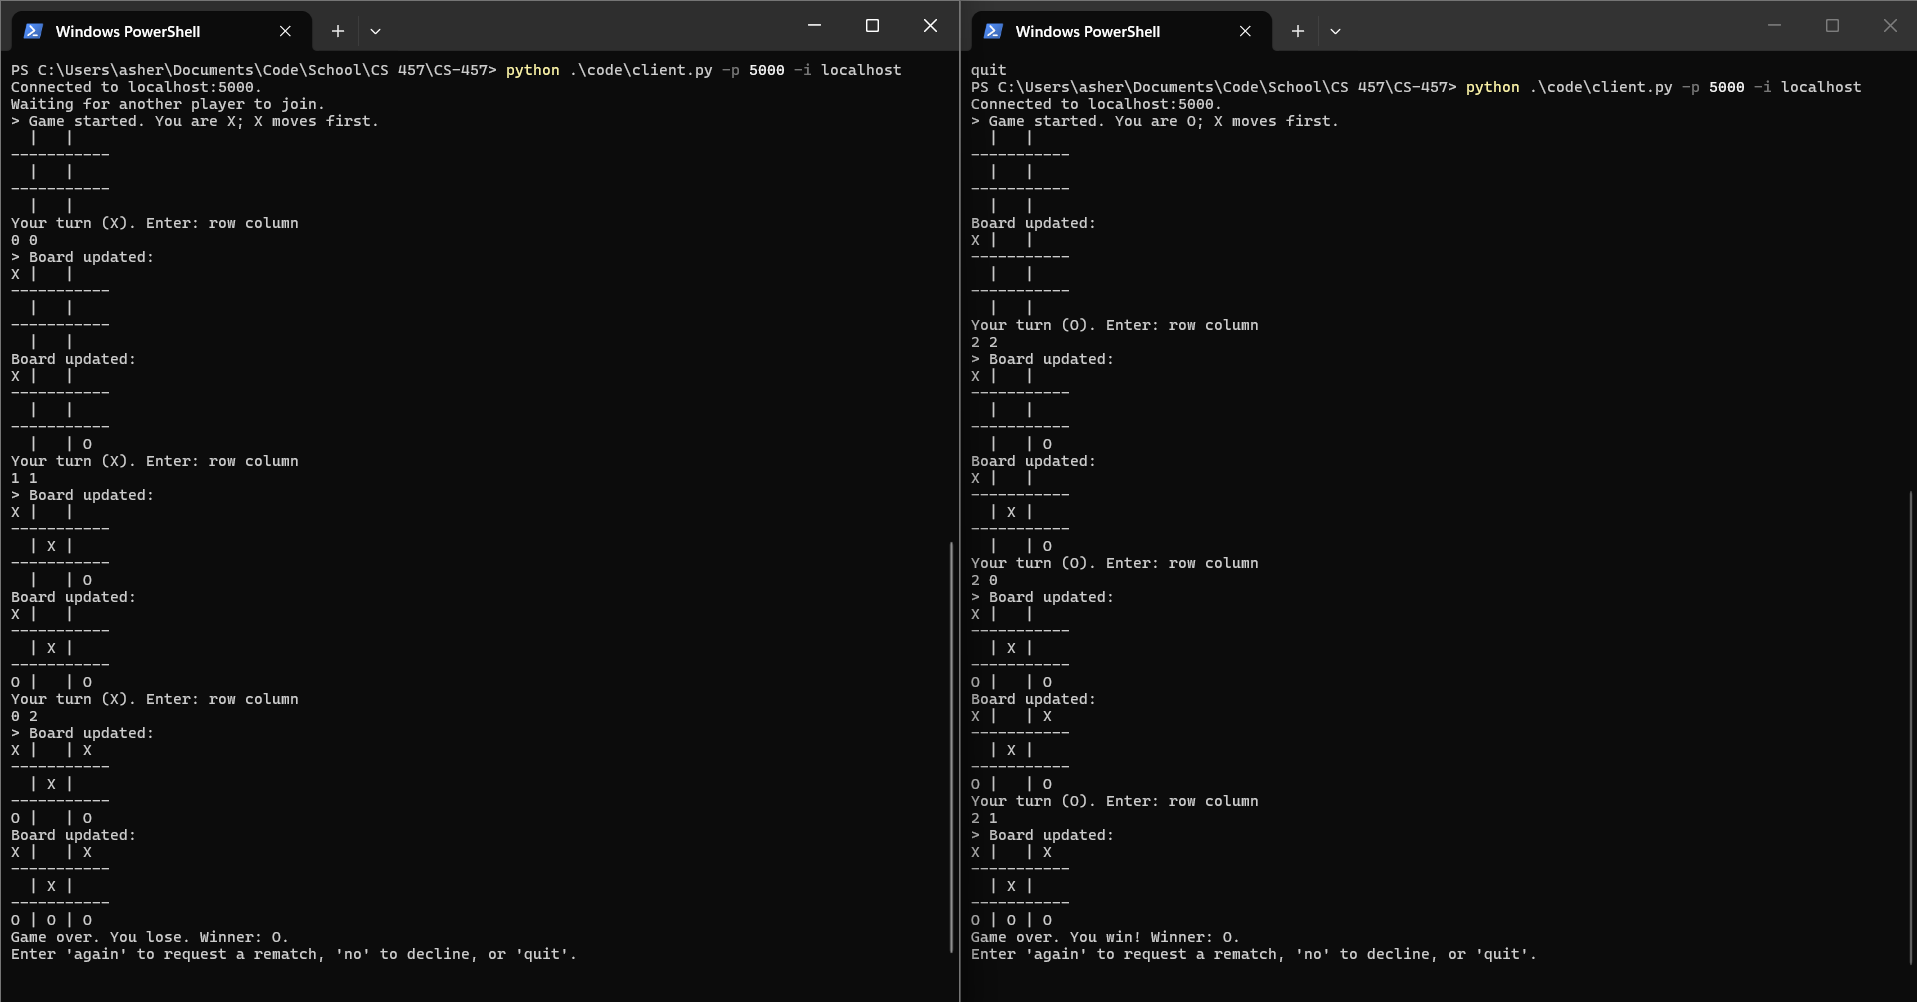 Windows PowerShell
PS C:\Users\asher\Documents\Code\School\CS 457\CS-457> python .\code\client.py -p 5000 -i localhost
Connected to localhost:5000.
Waiting for another player to join.
> Game started. You are X; X moves first.
  |   |
-----------
  |   |
-----------
  |   |
Your turn (X). Enter: row column
0 0
> Board updated:
X |   |
-----------
  |   |
-----------
  |   |
Board updated:
X |   |
-----------
  |   |
-----------
  |   | O
Your turn (X). Enter: row column
1 1
> Board updated:
X |   |
-----------
  | X |
-----------
  |   | O
Board updated:
X |   |
-----------
  | X |
-----------
O |   | O
Your turn (X). Enter: row column
0 2
> Board updated:
X |   | X
-----------
  | X |
-----------
O |   | O
Board updated:
X |   | X
-----------
  | X |
-----------
O | O | O
Game over. You lose. Winner: O.
Enter 'again' to request a rematch, 'no' to decline, or 'quit'.
Windows PowerShell
quit
PS C:\Users\asher\Documents\Code\School\CS 457\CS-457> python .\code\client.py -p 5000 -i localhost
Connected to localhost:5000.
> Game started. You are O; X moves first.
  |   |
-----------
  |   |
-----------
  |   |
Board updated:
X |   |
-----------
  |   |
-----------
  |   |
Your turn (O). Enter: row column
2 2
> Board updated:
X |   |
-----------
  |   |
-----------
  |   | O
Board updated:
X |   |
-----------
  | X |
-----------
  |   | O
Your turn (O). Enter: row column
2 0
> Board updated:
X |   |
-----------
  | X |
-----------
O |   | O
Board updated:
X |   | X
-----------
  | X |
-----------
O |   | O
Your turn (O). Enter: row column
2 1
> Board updated:
X |   | X
-----------
  | X |
-----------
O | O | O
Game over. You win! Winner: O.
Enter 'again' to request a rematch, 'no' to decline, or 'quit'.